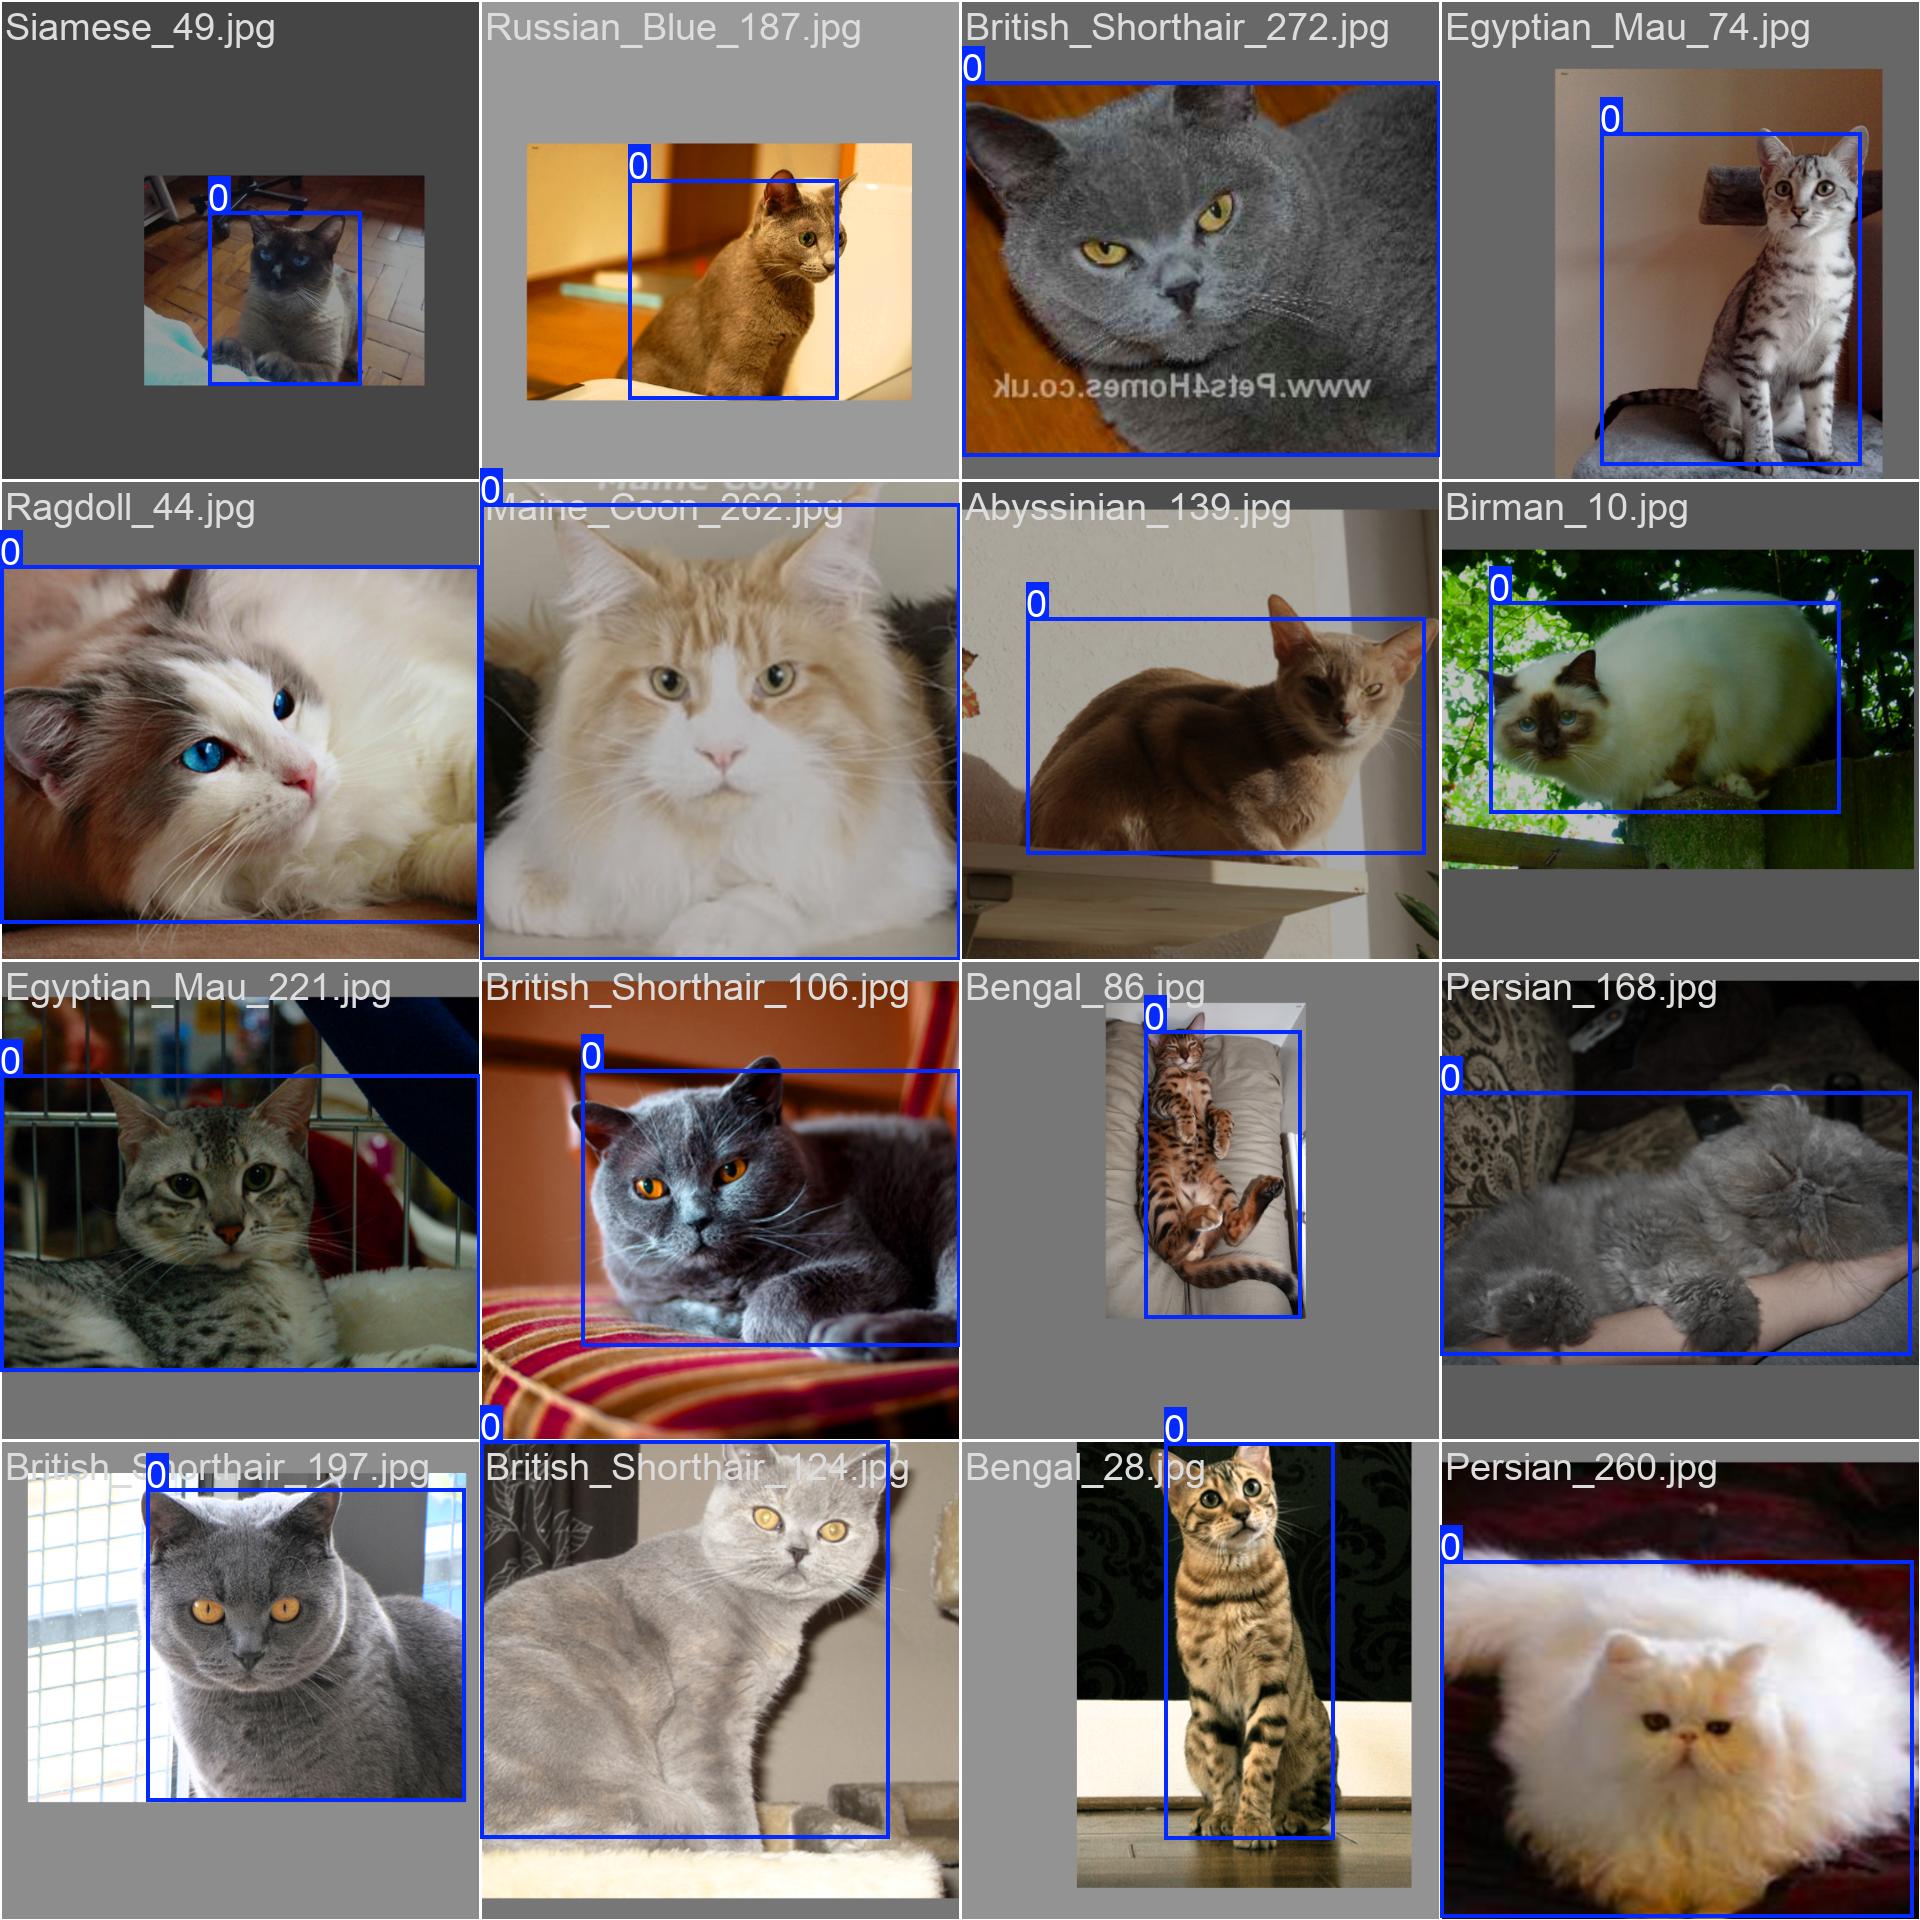 Siamese_49.jpg
Russian_Blue_187.jpg
British_Shorthair_272.jpg
Egyptian_Mau_74.jpg
0
0
0
0
www.Pets4Homes.co.uk
Ragdoll_44.jpg
Maine Coon
Maine_Coon_262.jpg
Abyssinian_139.jpg
Birman_10.jpg
0
0
0
0
Egyptian_Mau_221.jpg
British_Shorthair_106.jpg
Bengal_86.jpg
Persian_168.jpg
0
0
0
0
British_Shorthair_197.jpg
British_Shorthair_124.jpg
Bengal_28.jpg
Persian_260.jpg
0
0
0
0